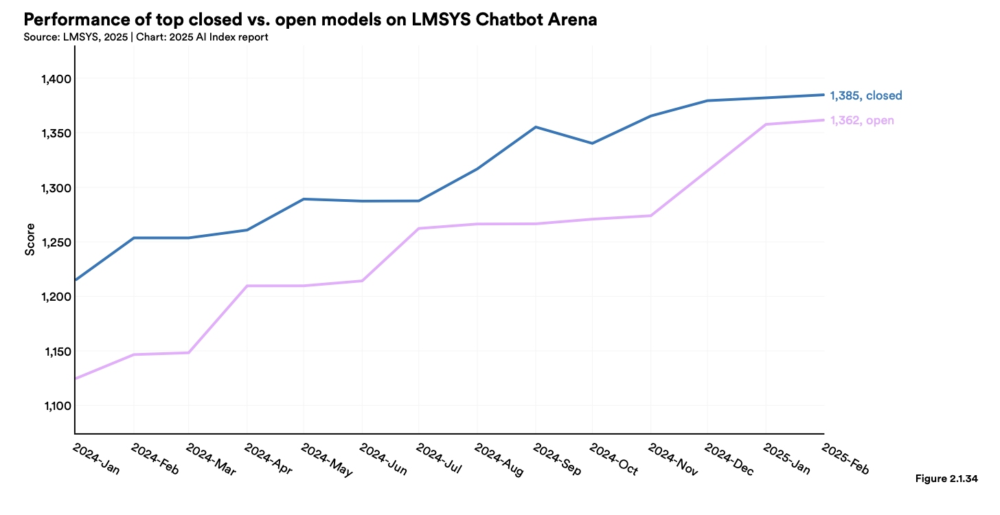 Performance of top closed vs. open models on LMSYS Chatbot Arena
Source: LMSYS, 2025 | Chart: 2025 AI Index report
1,400
1,350
1,300
1,250
1,200
1,150
1,100
Score
1,385, closed
1,362, open
2024-Jan
2024-Feb
2024-Mar
2024-Apr
2024-May
2024-Jun
2024-Jul
2024-Aug
2024-Sep
2024-Oct
2024-Nov
2024-Dec
2025-Jan
2025-Feb
Figure 2.1.34